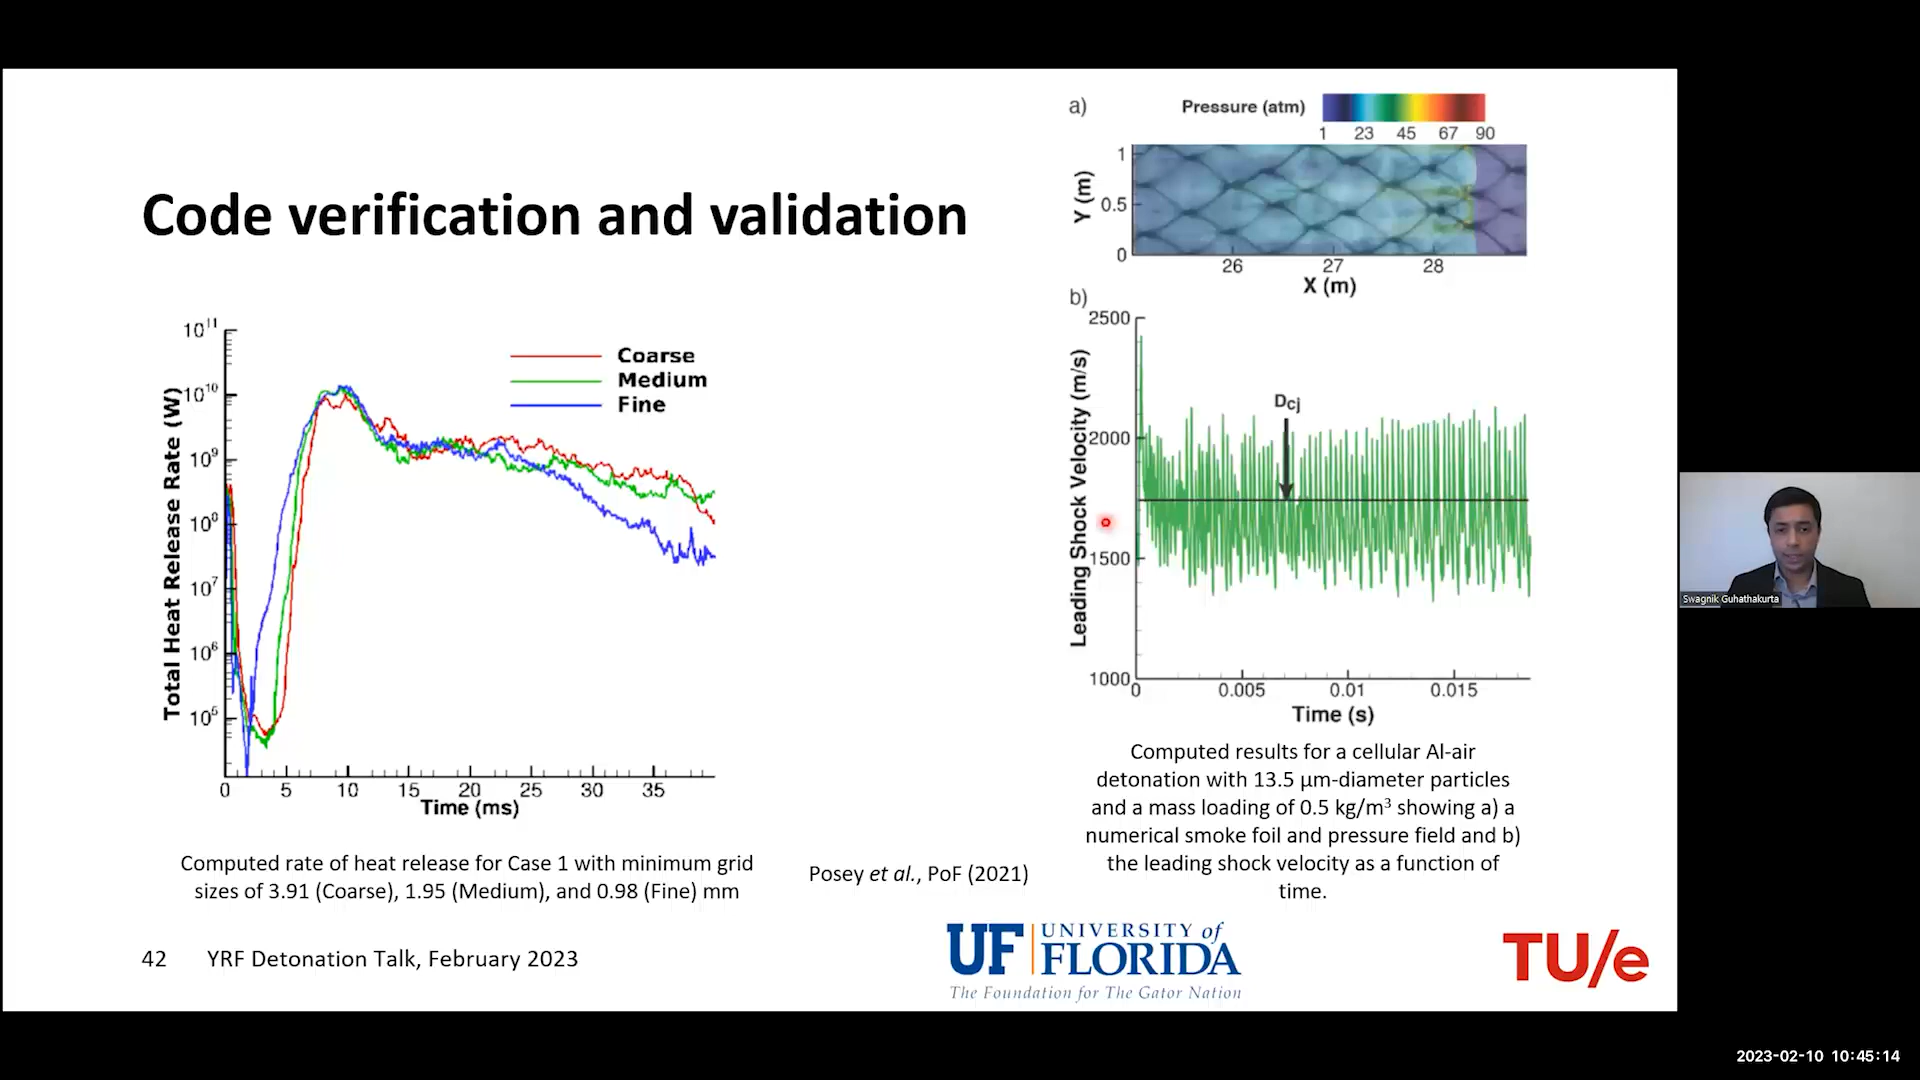 Code verification and validation
10¹¹
10¹⁰
10⁹
10⁸
10⁷
10⁶
10⁵
Total Heat Release Rate (W)
Coarse
Medium
Fine
0 5 10 15 20 25 30 35
Time (ms)
Computed rate of heat release for Case 1 with minimum grid
sizes of 3.91 (Coarse), 1.95 (Medium), and 0.98 (Fine) mm
Posey et al., PoF (2021)
a)
Pressure (atm)
1 23 45 67 90
1
0.5
0
Y (m)
26 27 28
X (m)
b)
2500
2000
1500
1000
Leading Shock Velocity (m/s)
Dcj
0 0.005 0.01 0.015
Time (s)
Computed results for a cellular Al-air
detonation with 13.5 μm-diameter particles
and a mass loading of 0.5 kg/m³ showing a) a
numerical smoke foil and pressure field and b)
the leading shock velocity as a function of
time.
42 YRF Detonation Talk, February 2023
UF UNIVERSITY of
FLORIDA
The Foundation for The Gator Nation
TU/e
Swagnik Guhathakurta
2023-02-10 10:45:14